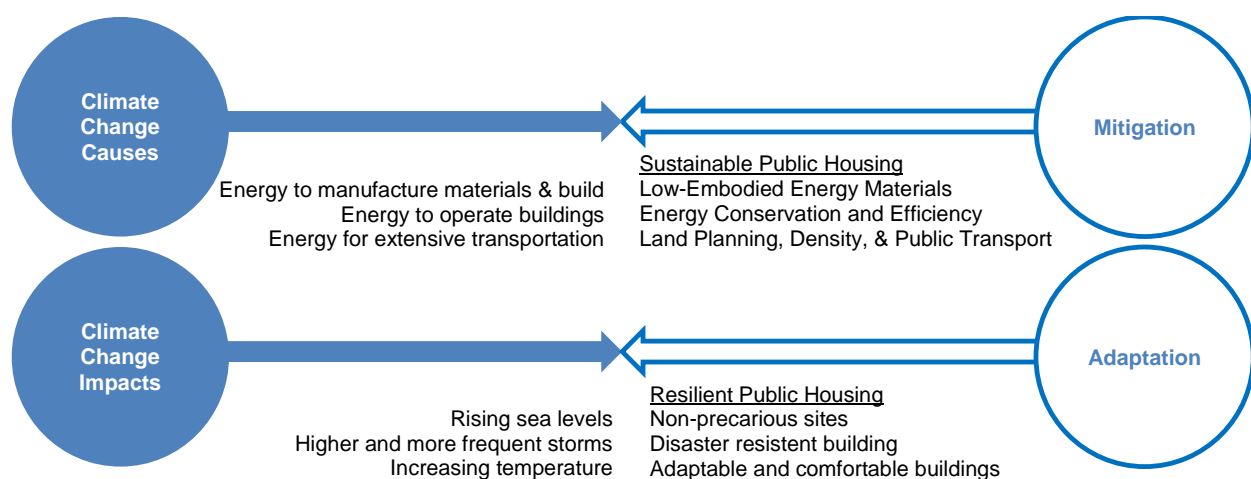 Climate
Change
Causes
Mitigation
Sustainable Public Housing
Energy to manufacture materials & build
Low-Embodied Energy Materials
Energy to operate buildings
Energy Conservation and Efficiency
Energy for extensive transportation
Land Planning, Density, & Public Transport
Climate
Change
Impacts
Adaptation
Resilient Public Housing
Rising sea levels
Non-precarious sites
Higher and more frequent storms
Disaster resistent building
Increasing temperature
Adaptable and comfortable buildings